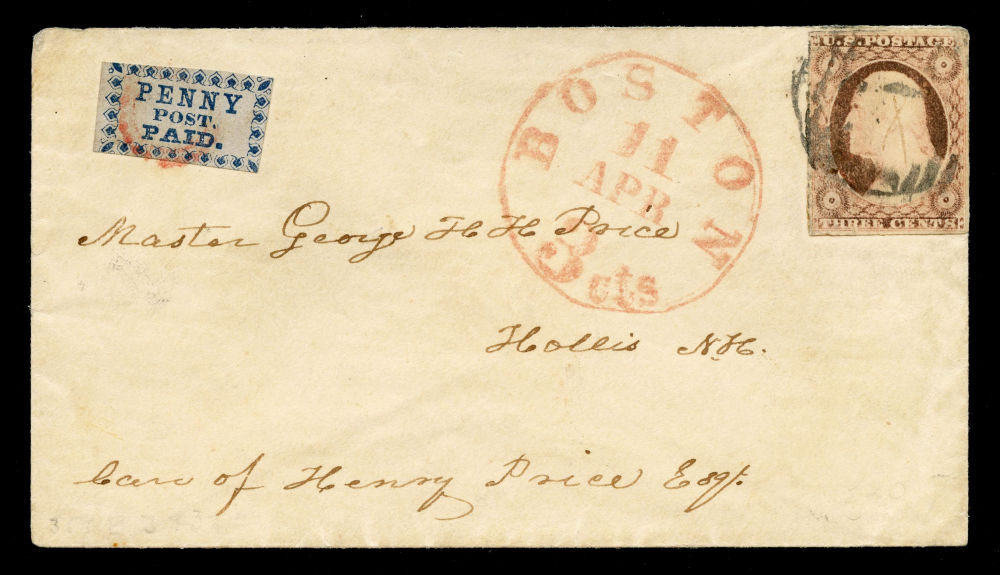 PENNY
POST.
PAID.
BOSTON
11
APR
3 cts
U.S. POSTAGE
THREE CENTS
Master George H H Price
Hollis N.H.
Care of Henry Price Esqr.